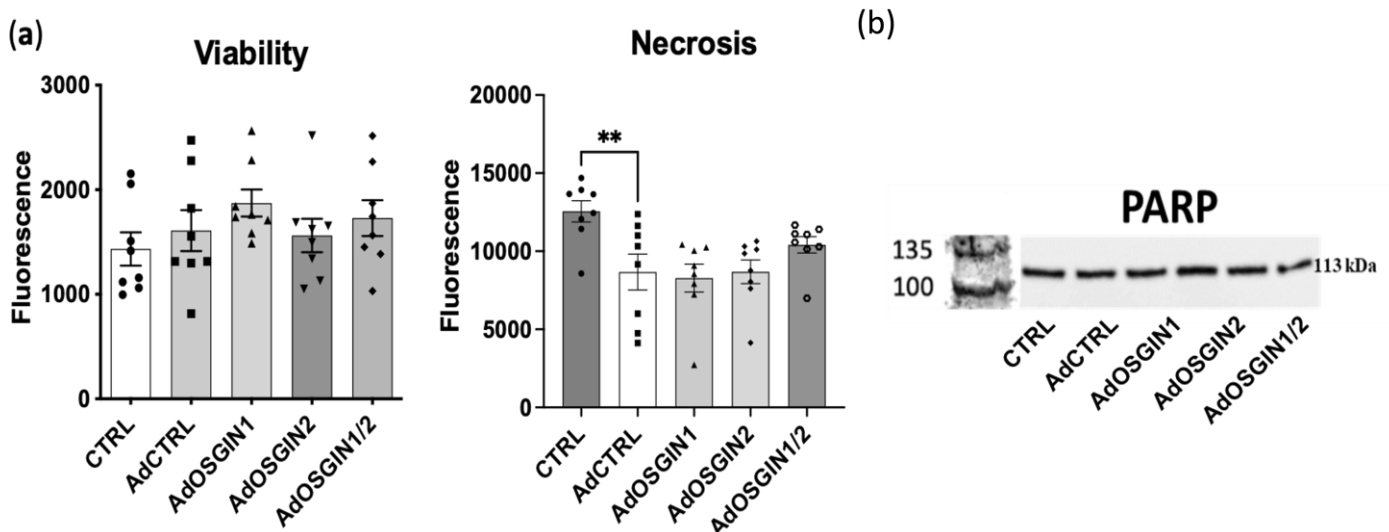 (a)
Viability
Fluorescence
3000
2000
1000
0
CTRL
AdCTRL
AdOSGIN1
AdOSGIN2
AdOSGIN1/2
Necrosis
Fluorescence
20000
15000
10000
5000
0
**
CTRL
AdCTRL
AdOSGIN1
AdOSGIN2
AdOSGIN1/2
(b)
PARP
135
100
113 kDa
CTRL
AdCTRL
AdOSGIN1
AdOSGIN2
AdOSGIN1/2